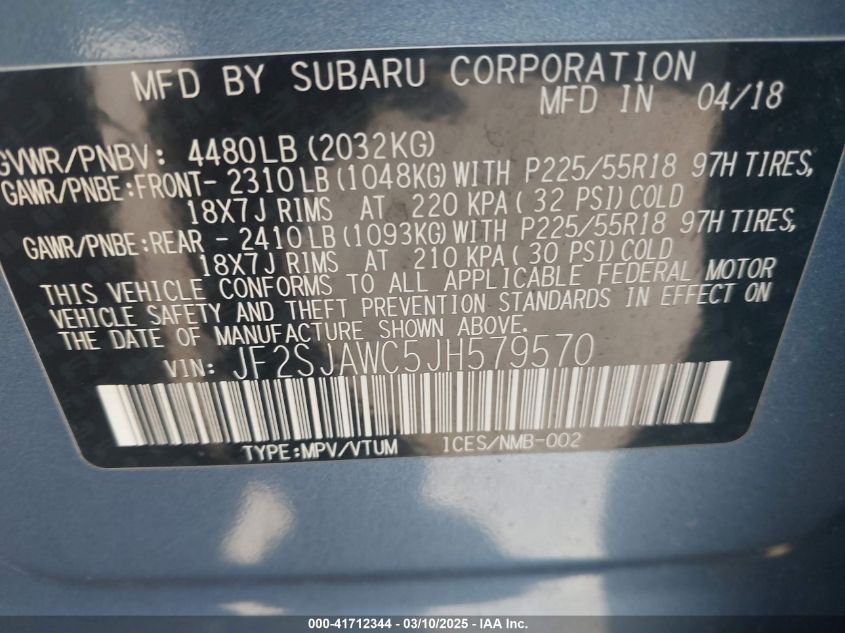 MFD BY SUBARU CORPORATION
MFD IN 04/18
GVWR/PNBV: 4480LB (2032KG)
GAWR/PNBE:FRONT- 2310 LB (1048KG) WITH P225/55R18 97H TIRES,
18X7J RIMS AT 220 KPA ( 32 PSI) COLD
GAWR/PNBE:REAR - 2410 LB (1093KG) WITH P225/55R18 97H TIRES,
18X7J RIMS AT 210 KPA ( 30 PSI) COLD
THIS VEHICLE CONFORMS TO ALL APPLICABLE FEDERAL MOTOR
VEHICLE SAFETY AND THEFT PREVENTION STANDARDS IN EFFECT ON
THE DATE OF MANUFACTURE SHOWN ABOVE.
VIN: JF2SJAWC5JH579570
TYPE:MPV/VTUM ICES/NMB-002
000-41712344 — 03/10/2025 — IAA Inc.